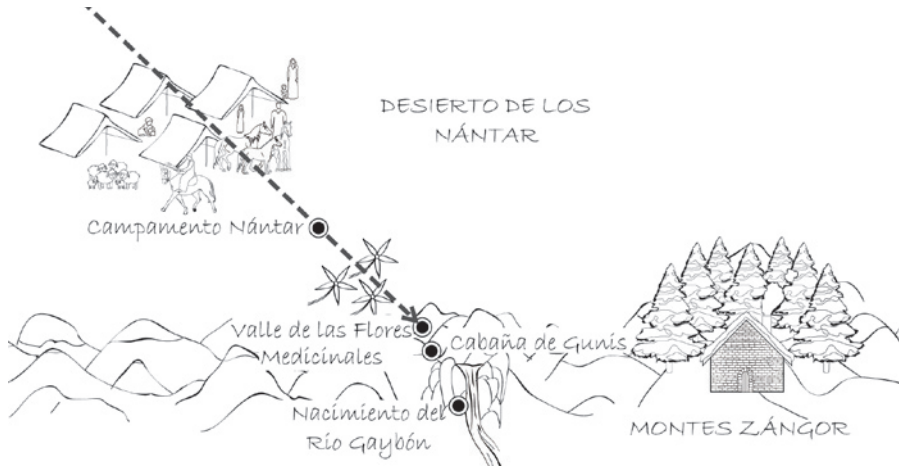 DESIERTO DE LOS
NÁNTAR
Campamento Nántar
Valle de las Flores
Medicinales
Cabaña de Gunis
Nacimiento del
Río Gaybón
MONTES ZÁNGOR